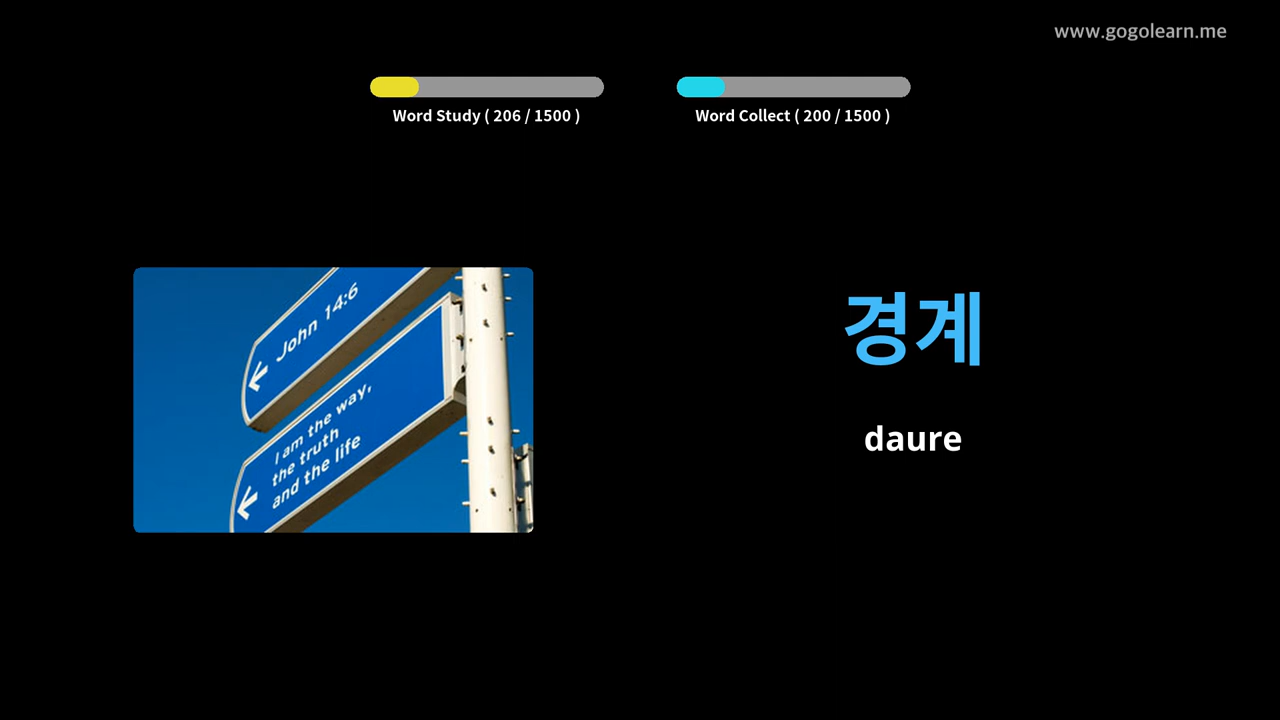 www.gogolearn.me
Word Study ( 206 / 1500 )
Word Collect ( 200 / 1500 )
John 14:6
I am the way,
the truth
and the life
경계
daure